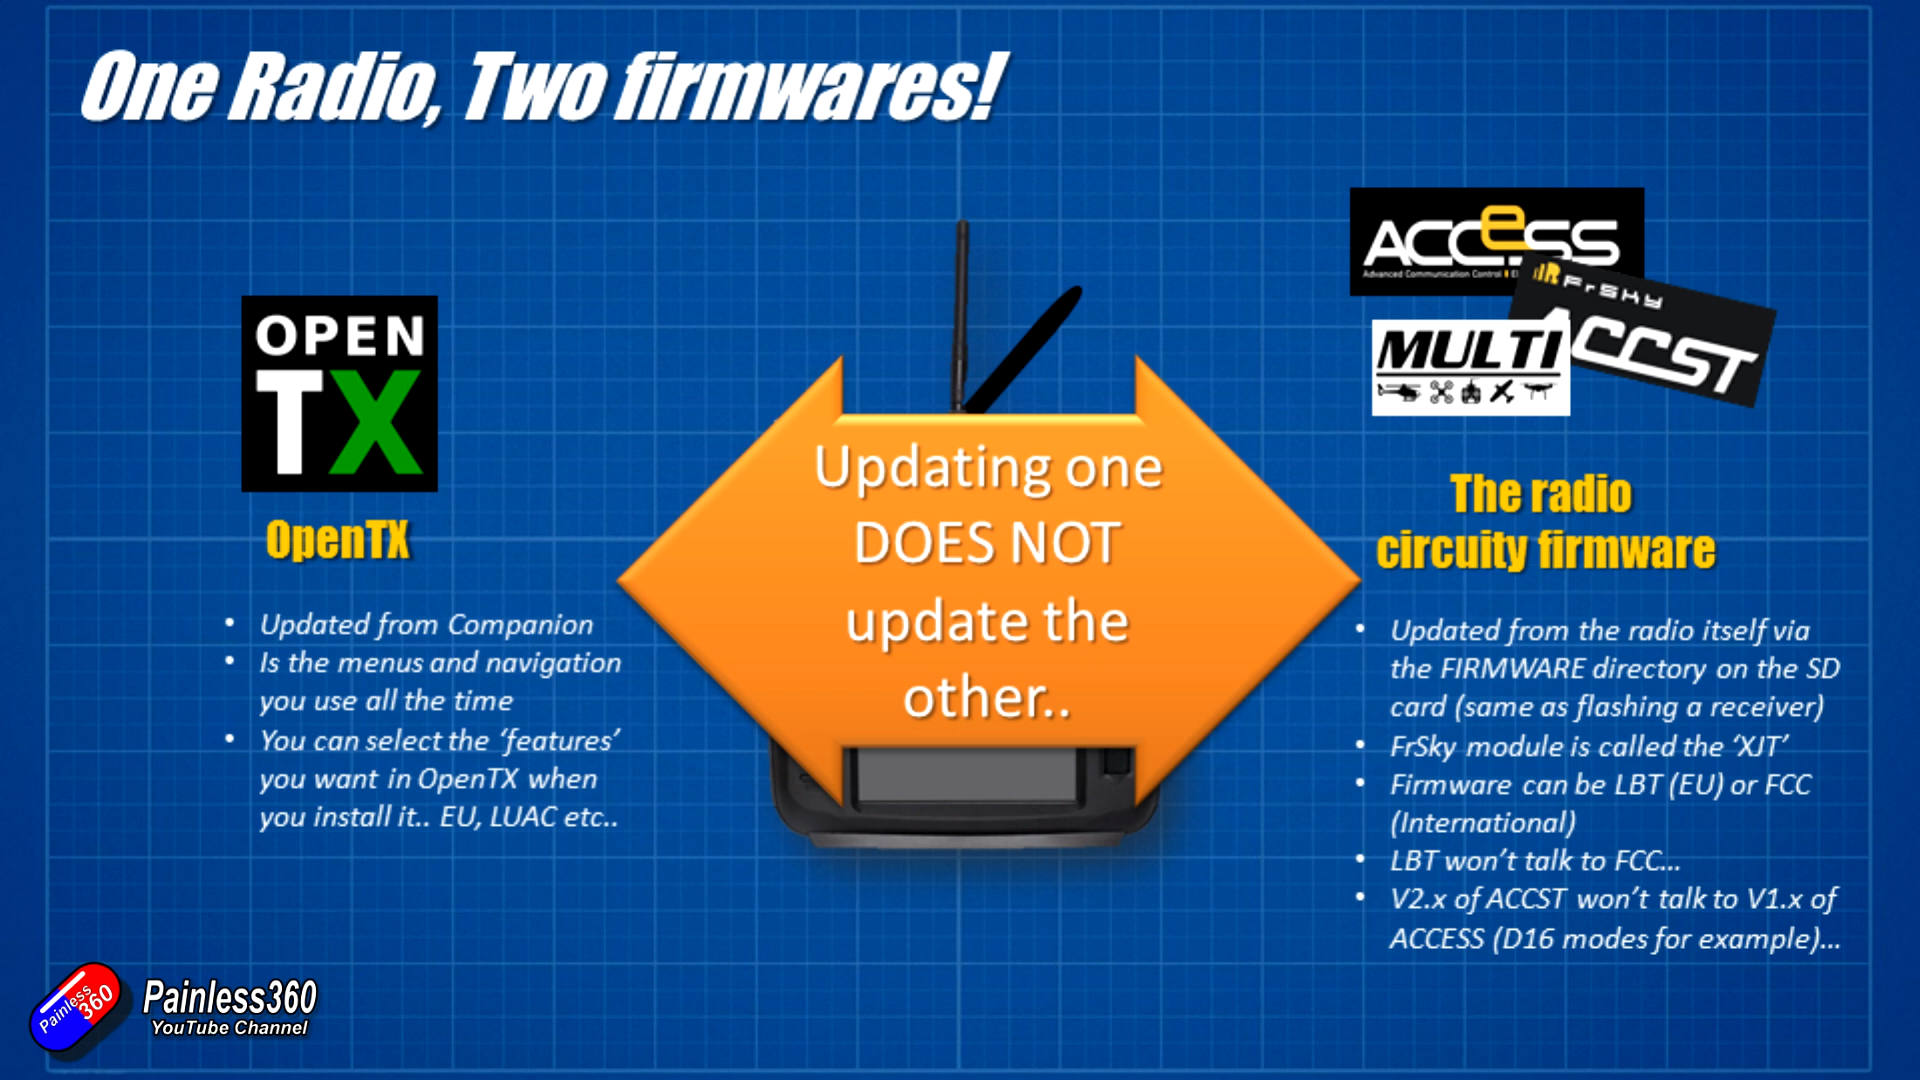 One Radio, Two firmwares!
OPEN
TX
OpenTX
• Updated from Companion
• Is the menus and navigation
you use all the time
• You can select the ‘features’
you want in OpenTX when
you install it.. EU, LUAC etc..
Updating one
DOES NOT
update the
other..
ACCeSS
Advanced Communication Control
FrSKY
ACCST
MULTI
The radio
circuity firmware
• Updated from the radio itself via
the FIRMWARE directory on the SD
card (same as flashing a receiver)
• FrSky module is called the ‘XJT’
• Firmware can be LBT (EU) or FCC
(International)
• LBT won’t talk to FCC...
• V2.x of ACCST won’t talk to V1.x of
ACCESS (D16 modes for example)...
Painless
360
Painless360
YouTube Channel